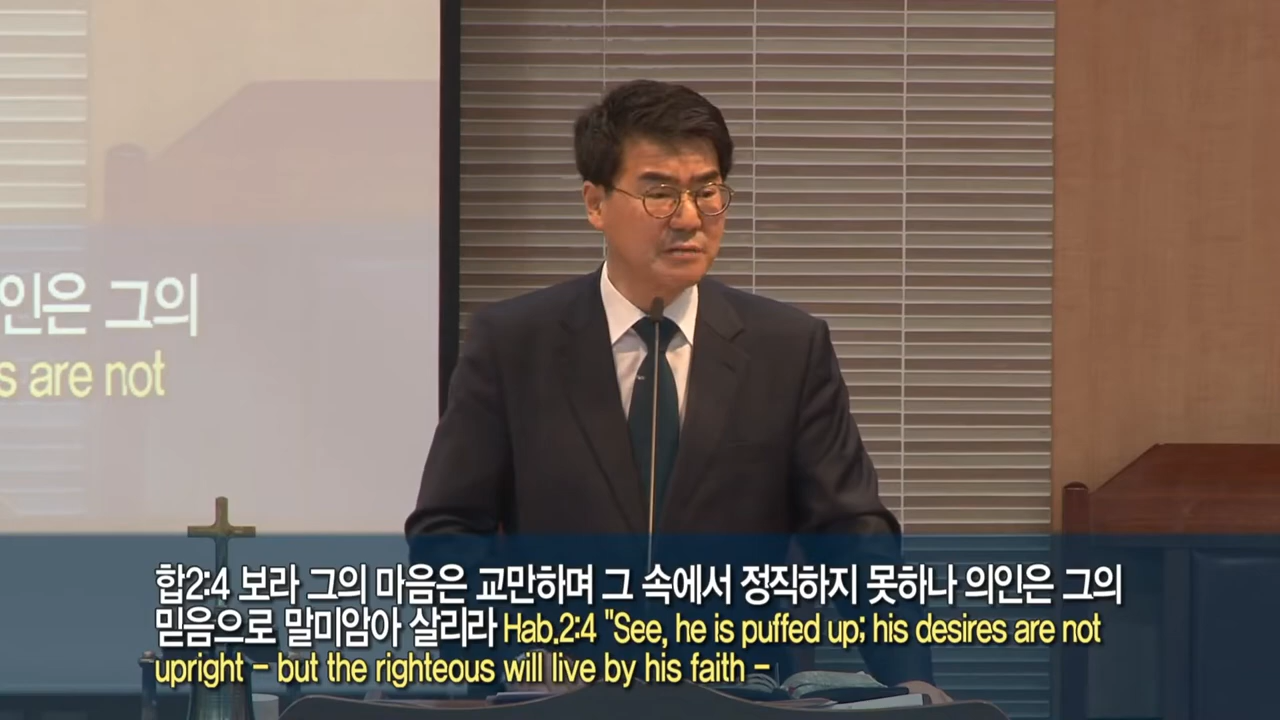 인은 그의
s are not
합2:4 보라 그의 마음은 교만하며 그 속에서 정직하지 못하나 의인은 그의
믿음으로 말미암아 살리라 Hab.2:4 "See, he is puffed up; his desires are not
upright - but the righteous will live by his faith -